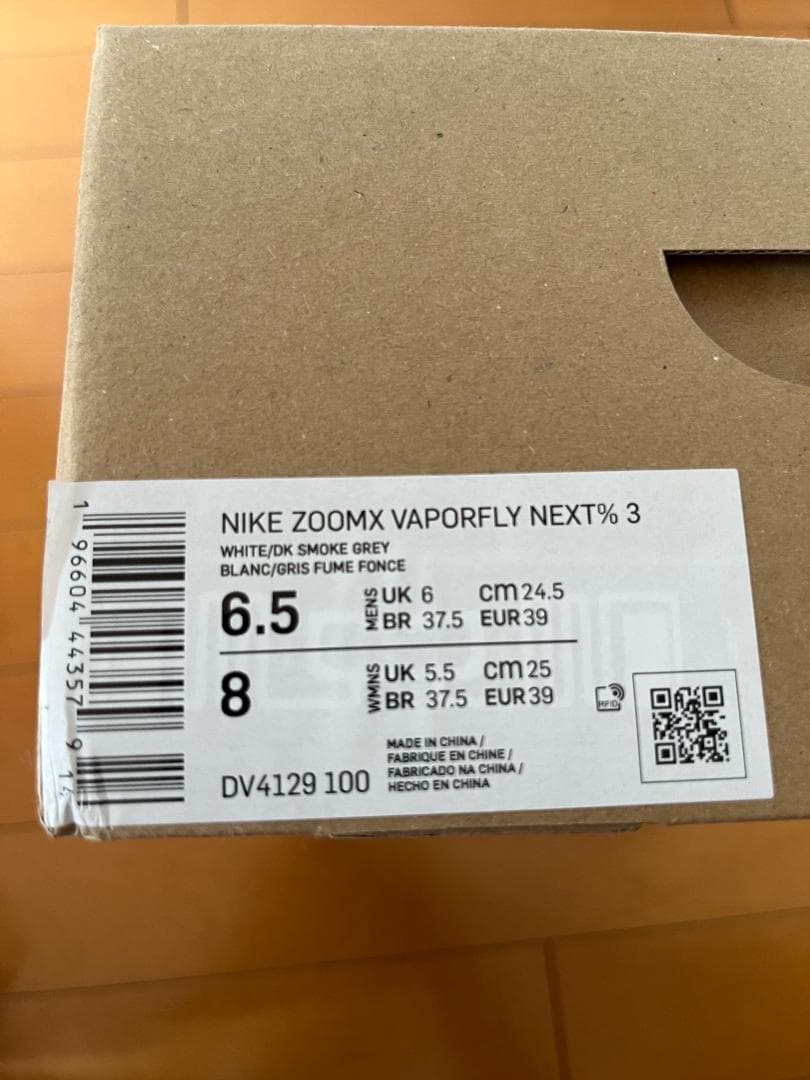 NIKE ZOOMX VAPORFLY NEXT% 3
WHITE/DK SMOKE GREY
BLANC/GRIS FUME FONCE
6.5 MENS UK 6 CM 24.5
BR 37.5 EUR 39
8 WMNS UK 5.5 CM 25
BR 37.5 EUR 39
RFID
DV4129 100
MADE IN CHINA /
FABRIQUE EN CHINE /
FABRICADO NA CHINA /
HECHO EN CHINA
1 96604 44357 9 14